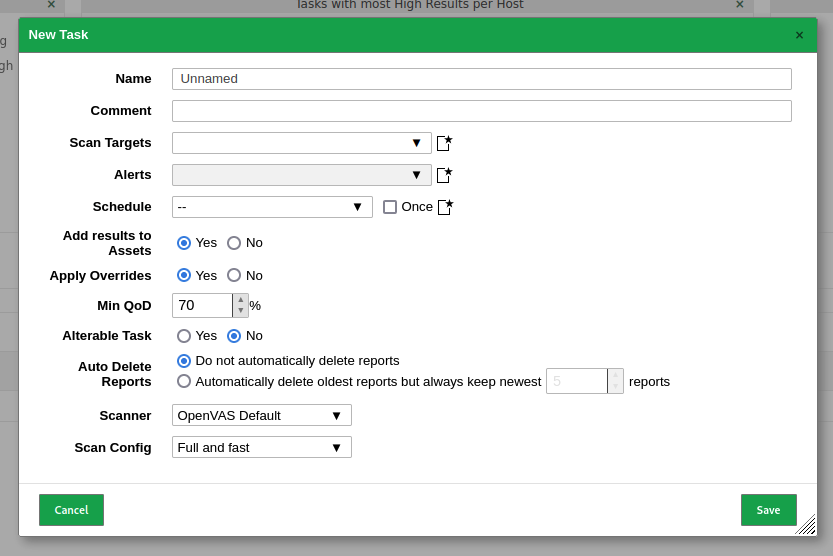 Tasks with most High Results per Host
New Task
g
gh
Name Unnamed
Comment
Scan Targets
Alerts
Schedule -- Once
Add results to
Assets Yes No
Apply Overrides Yes No
Min QoD 70 %
Alterable Task Yes No
Auto Delete
Reports
Do not automatically delete reports
Automatically delete oldest reports but always keep newest 5 reports
Scanner OpenVAS Default
Scan Config Full and fast
Cancel Save